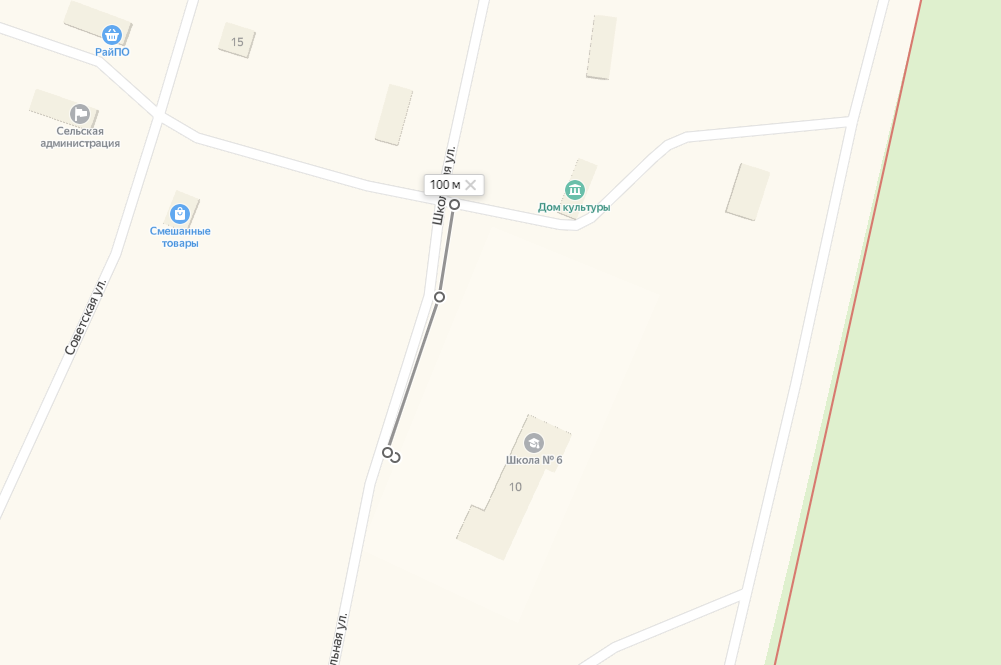 РайПО
15
Сельская
администрация
100 м
Дом культуры
Смешанные
товары
Советская ул.
Школа № 6
10